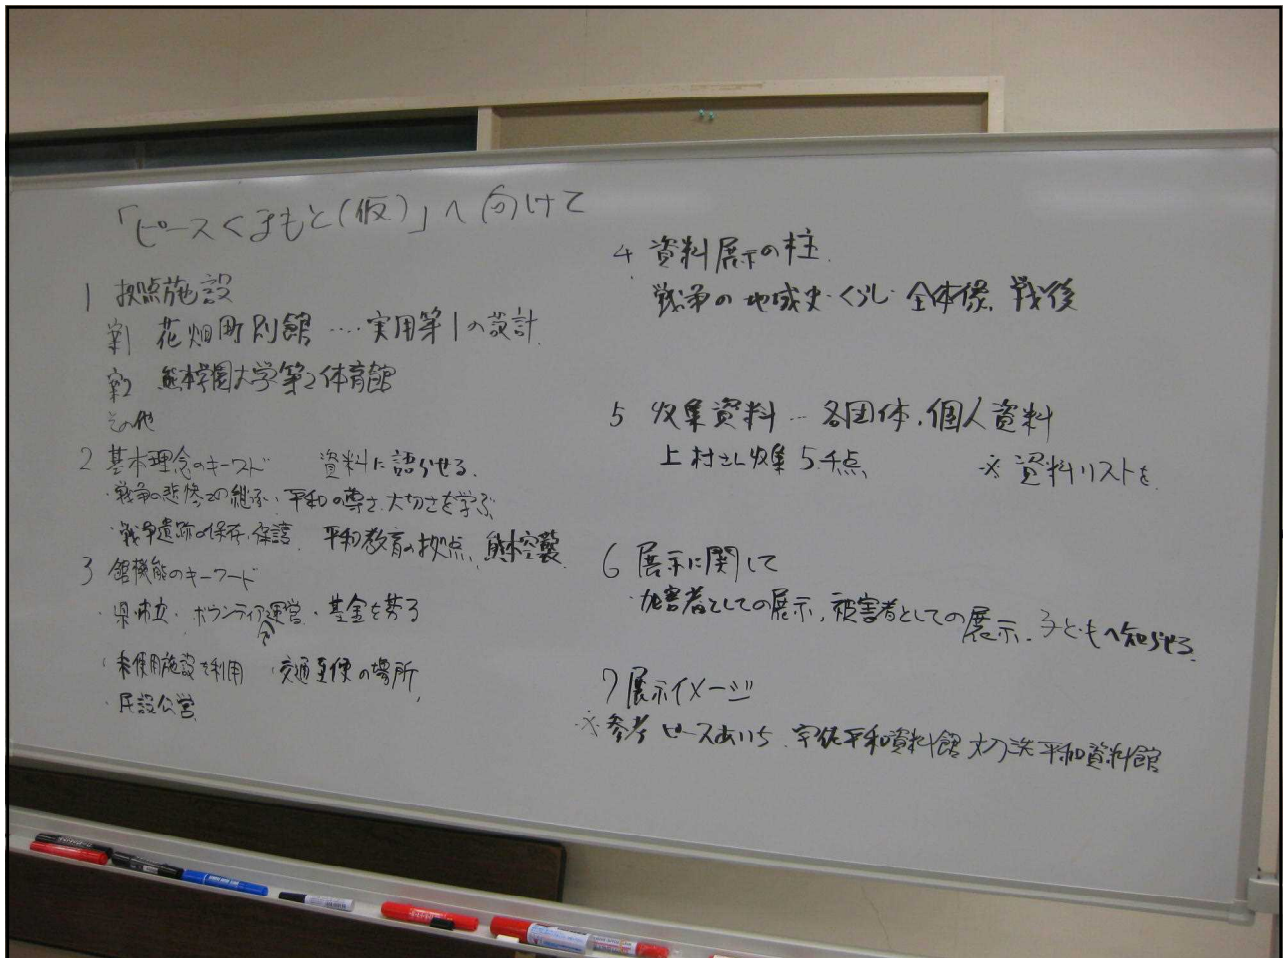 「ピースくまもと(仮)」へ向けて
1 拠点施設
案1 花畑町別館 … 実用第1の設計
案2 熊本学園大学第2体育館
その他
2 基本理念のキーワード 資料に語らせる.
・戦争の悲惨さの継承、平和の尊さ、大切さを学ぶ
・戦争遺跡の保存、保護. 平和教育の拠点、熊本空襲
3 館機能のキーワード
・県市立・ボランティア運営・基金を募る
・未使用施設を利用 ・交通至便の場所
・民設公営
4 資料展示の柱
戦争の地域史・くらし・全体像、戦後
5 収集資料 … 各団体、個人資料
上村さん収集 5千点 ※資料リストを
6 展示に関して
・加害者としての展示、被害者としての展示、子どもへ知らせる
7 展示イメージ
※参考 ピースあいち、宇佐平和資料館 大刀洗平和資料館